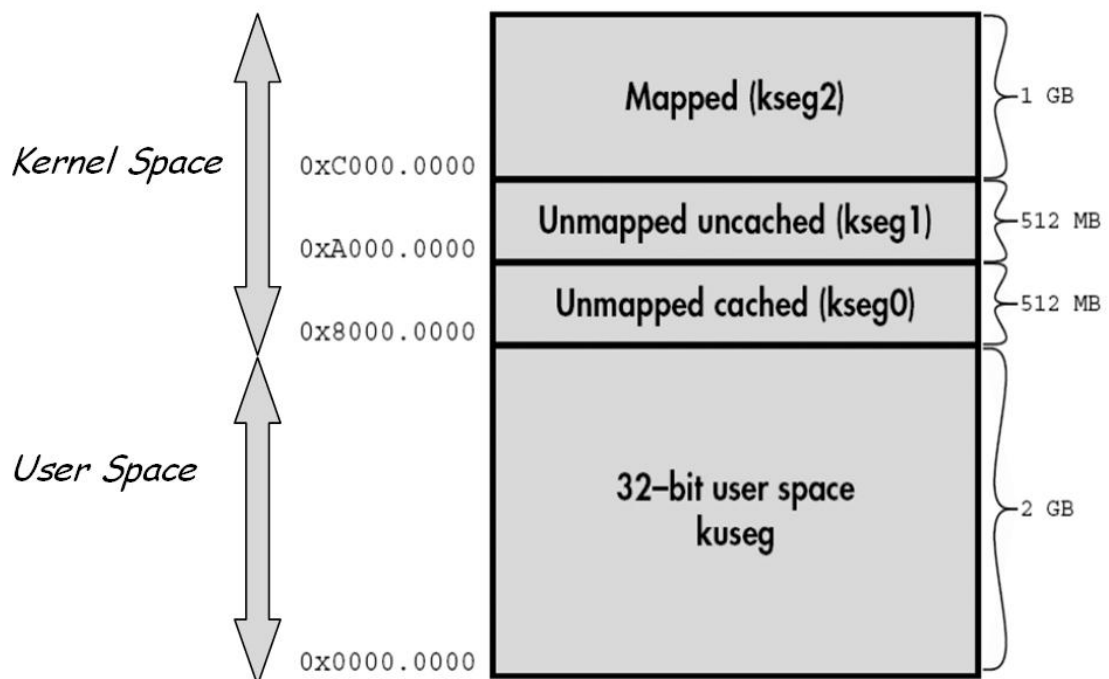 Mapped (kseg2)
1 GB
Kernel Space
0xC000.0000
Unmapped uncached (kseg1)
512 MB
0xA000.0000
Unmapped cached (kseg0)
512 MB
0x8000.0000
User Space
32–bit user space
kuseg
2 GB
0x0000.0000